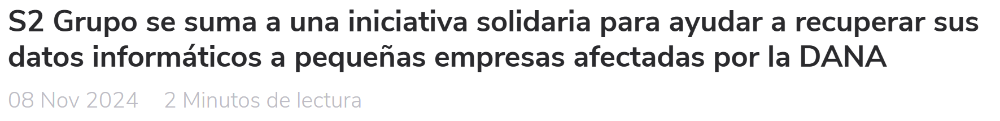 S2 Grupo se suma a una iniciativa solidaria para ayudar a recuperar sus
datos informáticos a pequeñas empresas afectadas por la DANA
08 Nov 2024 2 Minutos de lectura